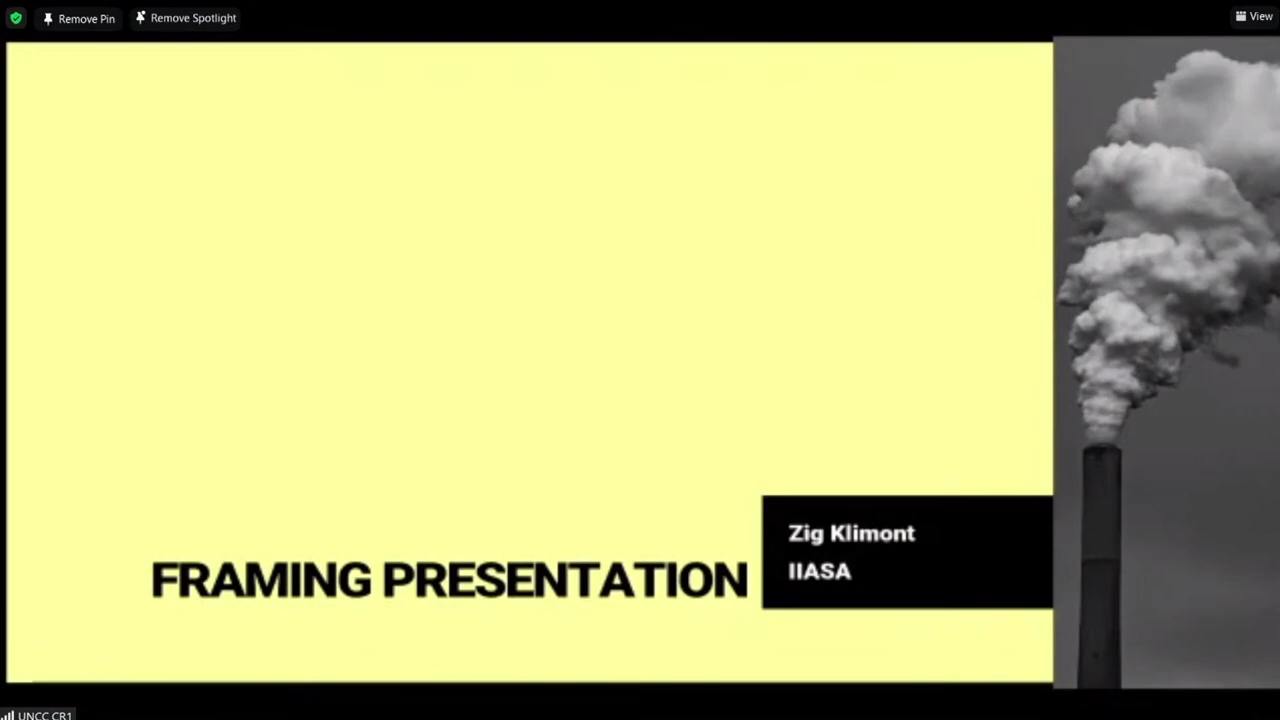 Remove Pin
Remove Spotlight
View
Zig Klimont
IIASA
FRAMING PRESENTATION
UNCC CR1